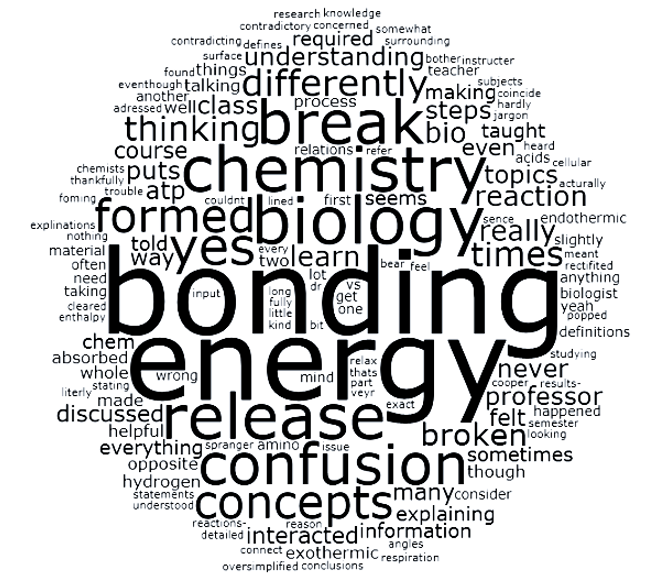 research knowledge
contradictory concerned somewhat
contradicting defines required surrounding
surface understanding bother instructer
found things differently teacher
eventhough talking making subjects
another process coincide
adressed well class break steps hardly
jargon
thinking bio taught
course relations refer even heard
chemists puts chemistry topics acids cellular
thankfully atp reaction acturally
trouble couldnt lined first seems
foming formed biology sence endothermic
explinations yes really slightly
nothing told every times meant
material way two learn rectifited
often bear feel anything
need bonding lot vs biologist
taking input long dr get yeah
cleared fully one popped
enthalpy little definitions
kind bit
chem energy studying
absorbed relax never
whole wrong mind thats cooper results-
stating part professor
literly made veyr
discussed release exact felt happened
helpful broken semester
looking
everything spranger amino issue sometimes
opposite confusion though
hydrogen
statements concepts many consider
understood explaining
reactions- reason information
detailed interacted angles
connect exothermic respiration
oversimplified conclusions